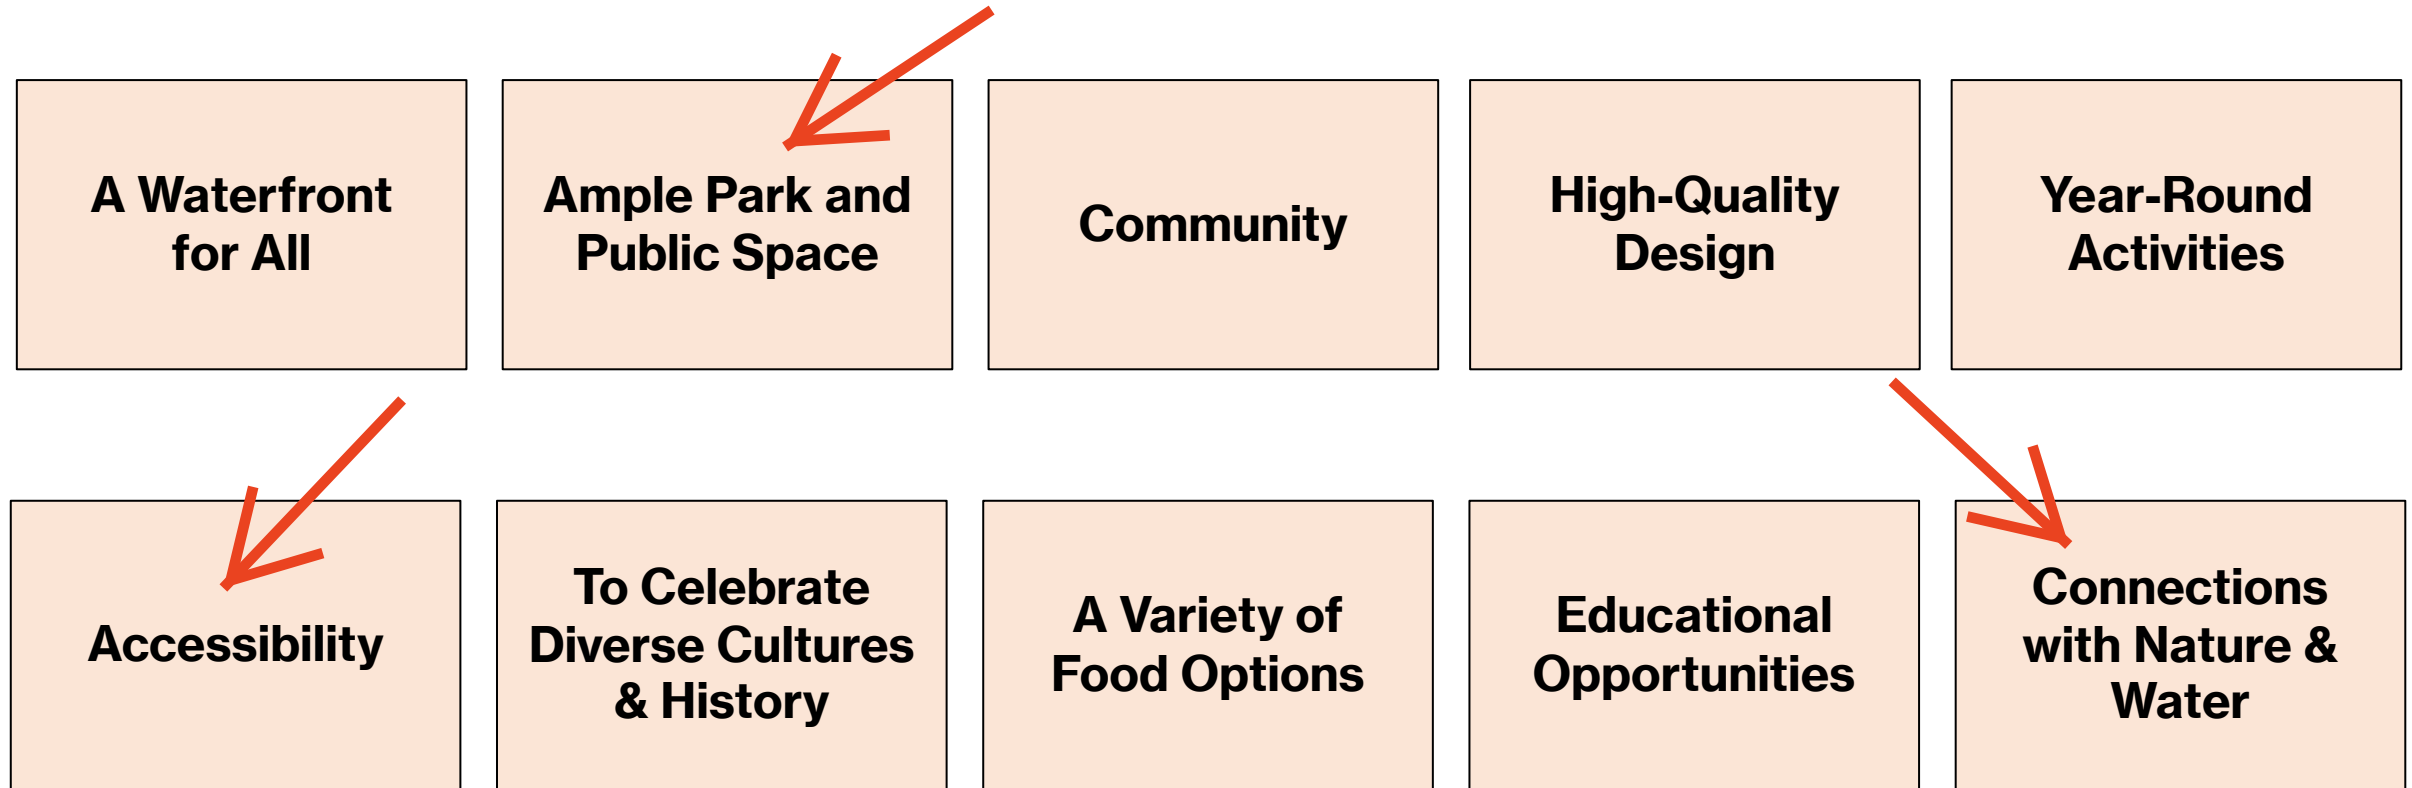 A Waterfront
for All
Ample Park and
Public Space
Community
High-Quality
Design
Year-Round
Activities
Accessibility
To Celebrate
Diverse Cultures
& History
A Variety of
Food Options
Educational
Opportunities
Connections
with Nature &
Water